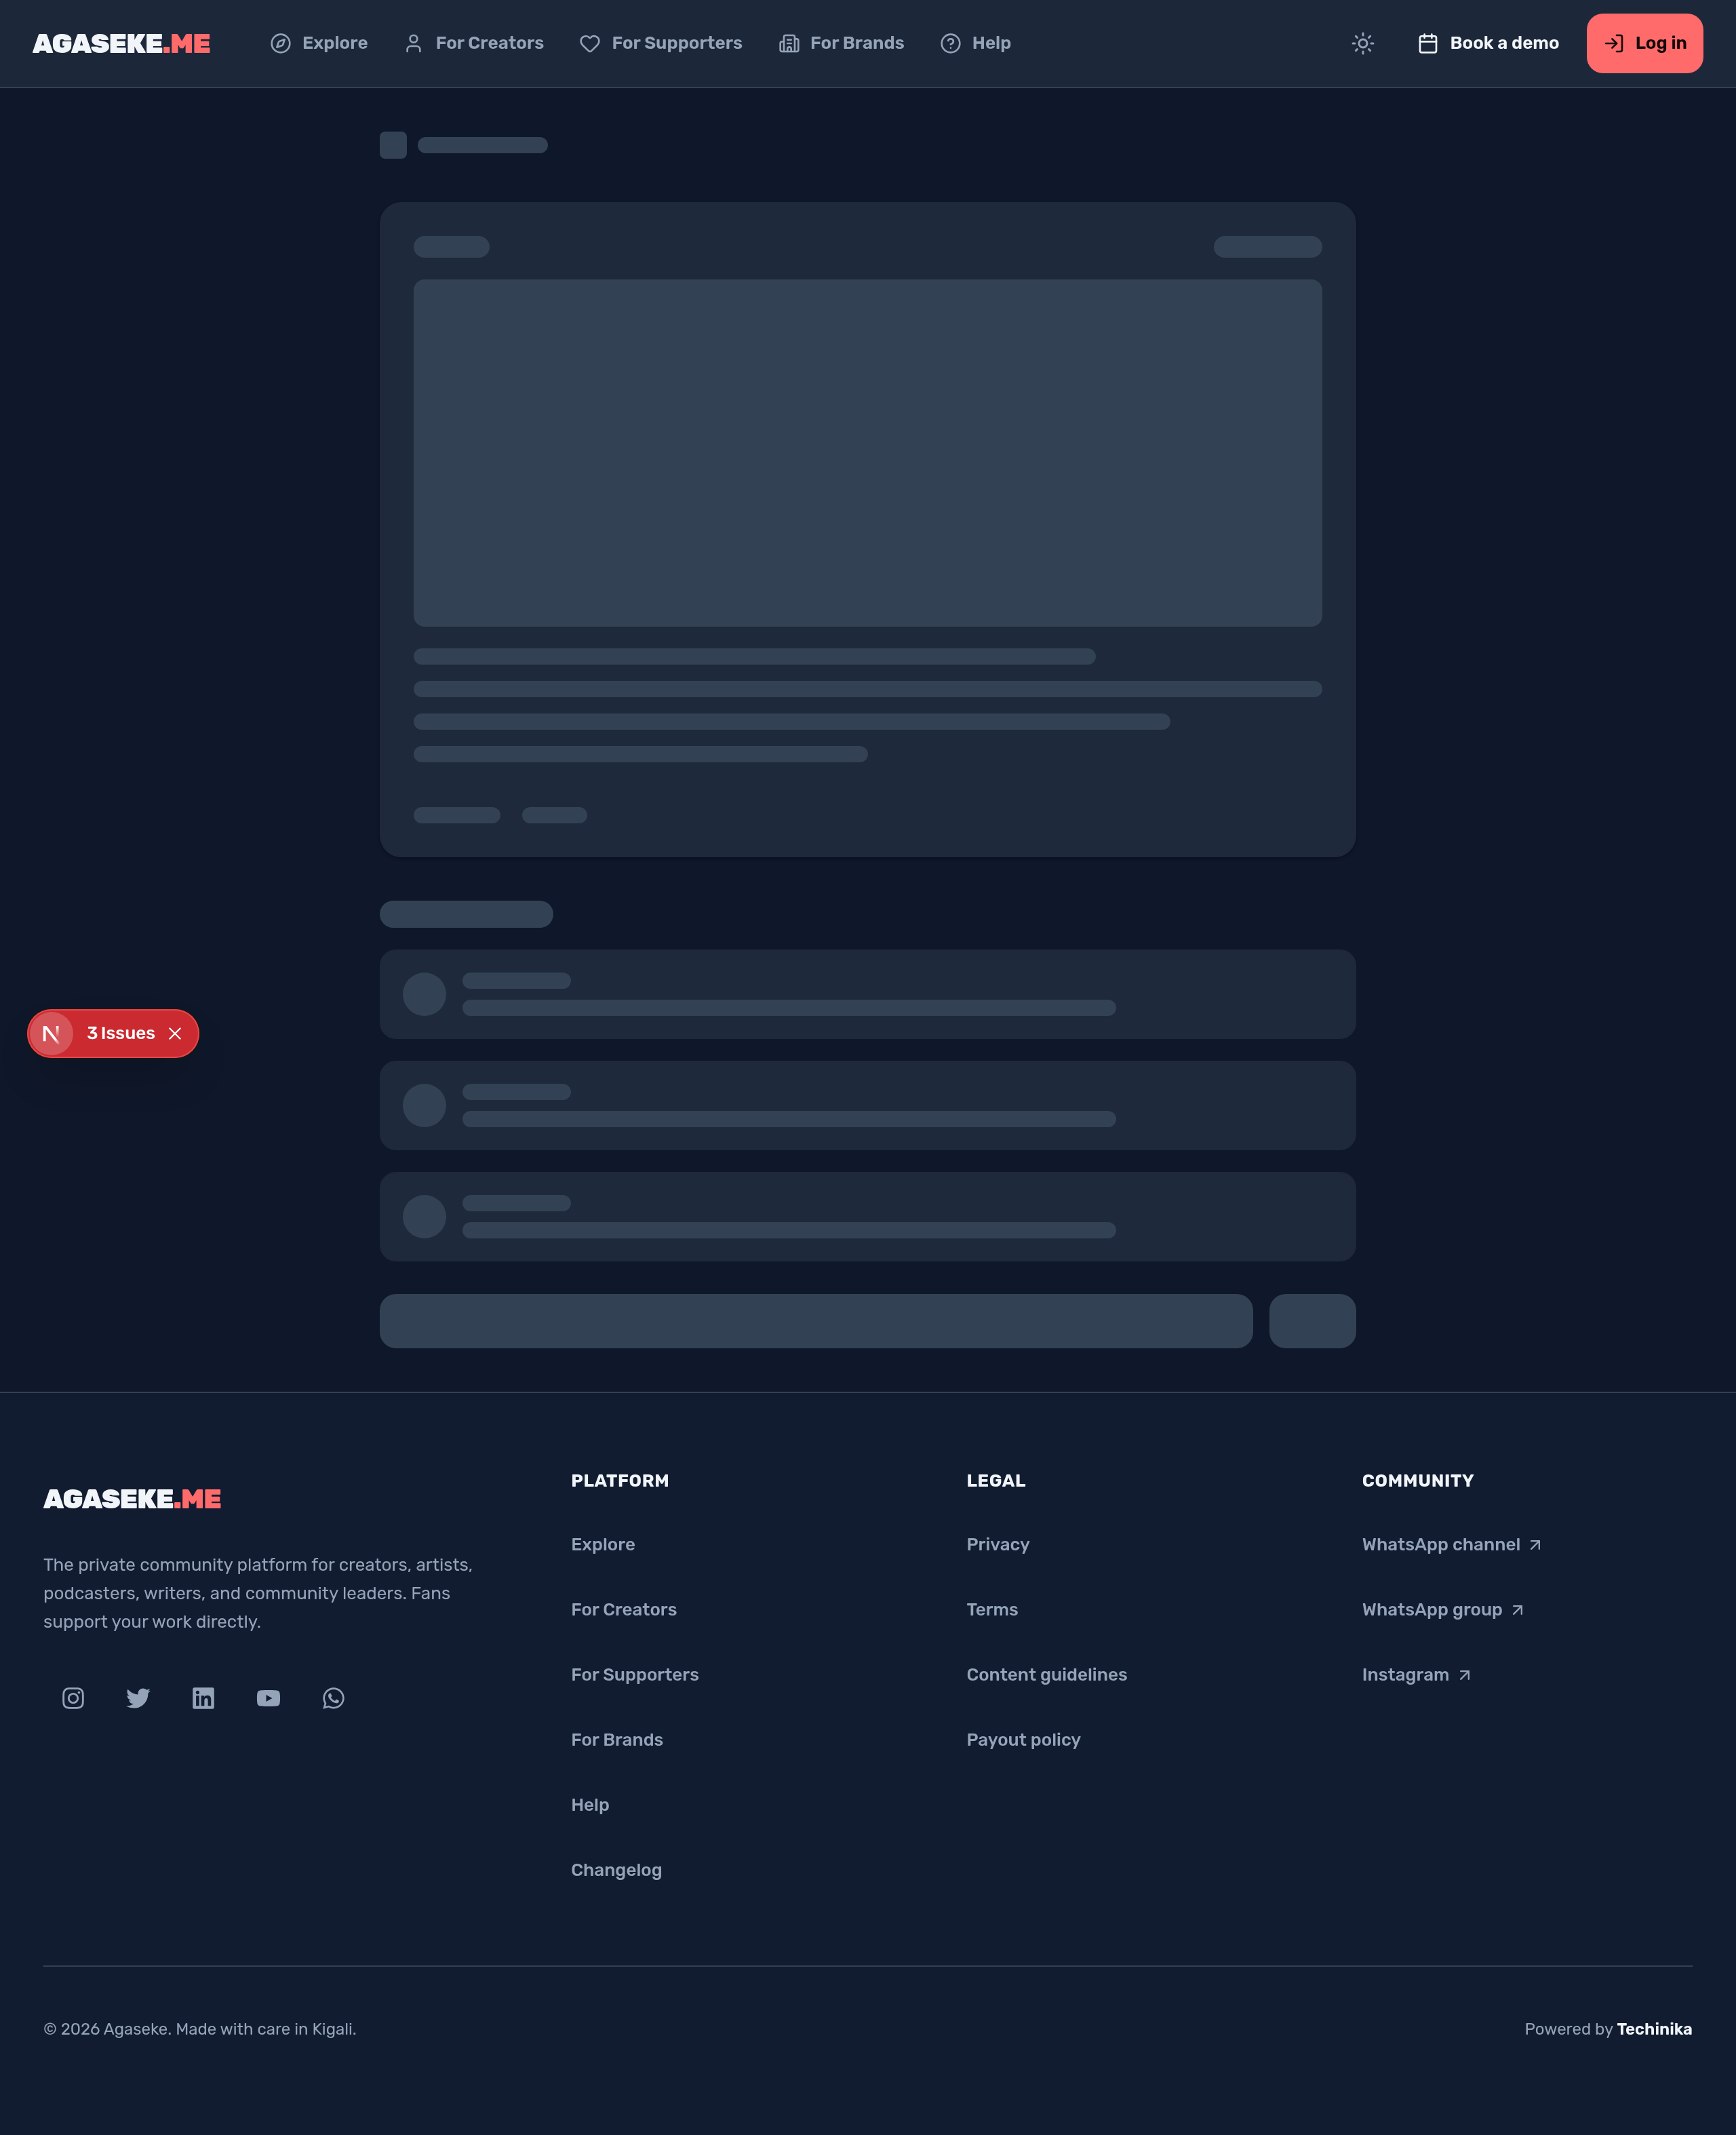 AGASEKE.ME
Explore
For Creators
For Supporters
For Brands
Help
Book a demo
Log in
3 Issues
AGASEKE.ME
The private community platform for creators, artists,
podcasters, writers, and community leaders. Fans
support your work directly.
PLATFORM
Explore
For Creators
For Supporters
For Brands
Help
Changelog
LEGAL
Privacy
Terms
Content guidelines
Payout policy
COMMUNITY
WhatsApp channel
WhatsApp group
Instagram
© 2026 Agaseke. Made with care in Kigali.
Powered by Techinika